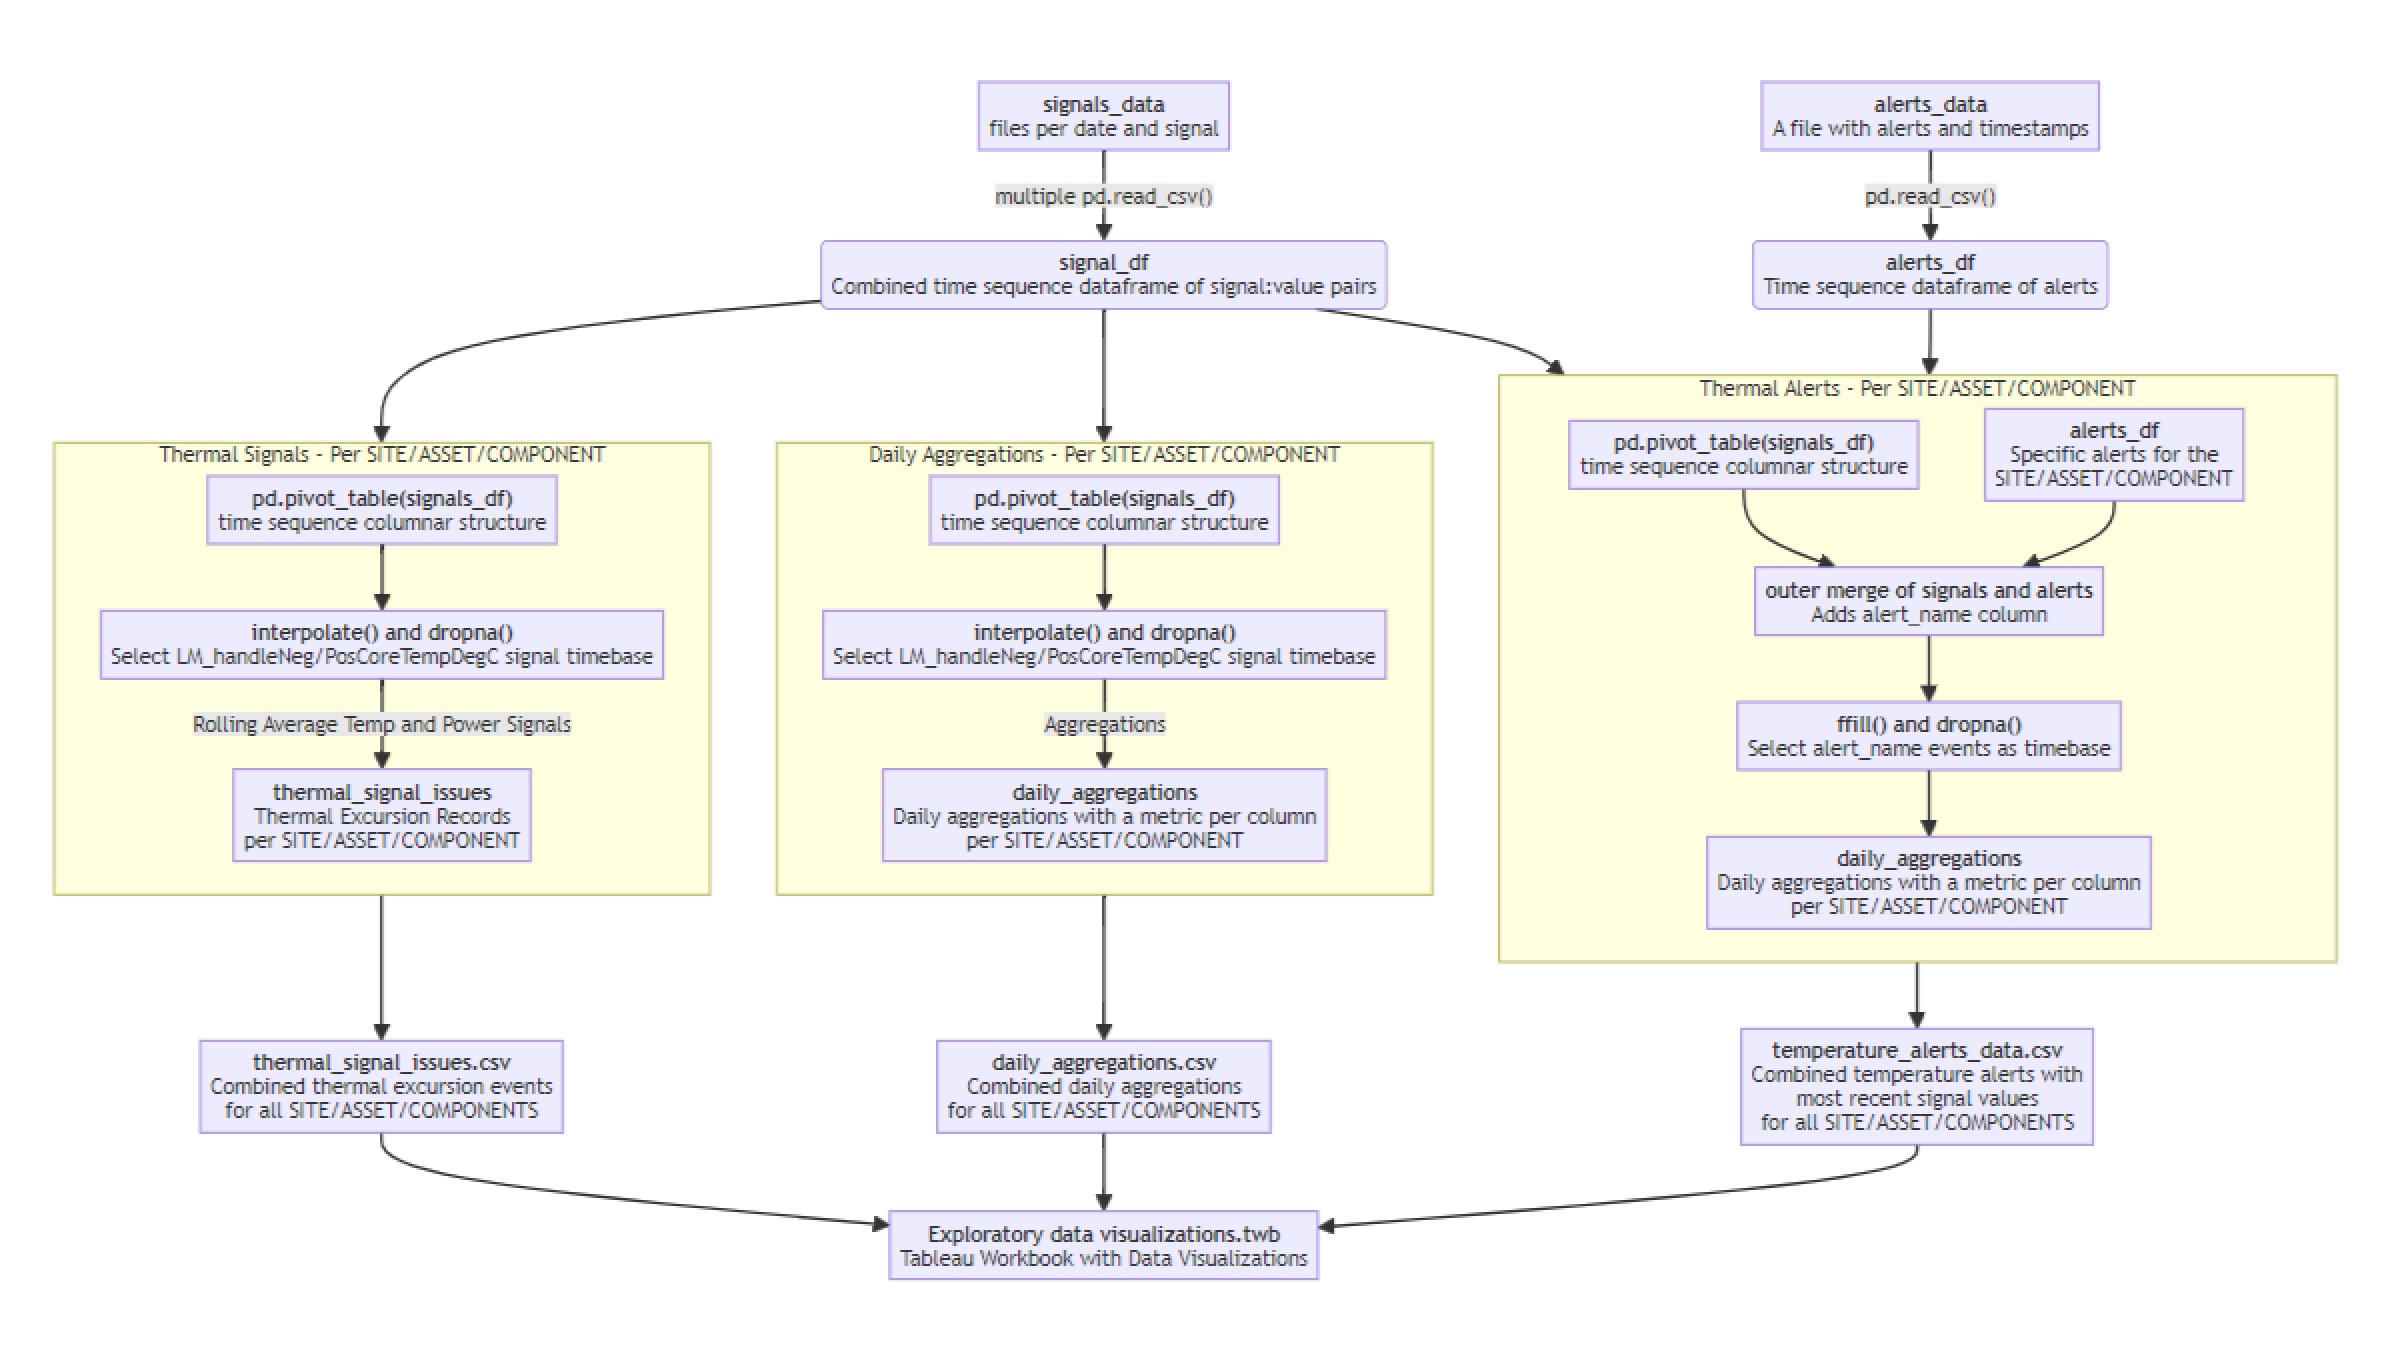 signals_data
files per date and signal
alerts_data
A file with alerts and timestamps
multiple pd.read_csv()
pd.read_csv()
signal_df
Combined time sequence dataframe of signal:value pairs
alerts_df
Time sequence dataframe of alerts
Thermal Signals - Per SITE/ASSET/COMPONENT
pd.pivot_table(signals_df)
time sequence columnar structure
interpolate() and dropna()
Select LM_handleNeg/PosCoreTempDegC signal timebase
Rolling Average Temp and Power Signals
thermal_signal_issues
Thermal Excursion Records
per SITE/ASSET/COMPONENT
Daily Aggregations - Per SITE/ASSET/COMPONENT
pd.pivot_table(signals_df)
time sequence columnar structure
interpolate() and dropna()
Select LM_handleNeg/PosCoreTempDegC signal timebase
Aggregations
daily_aggregations
Daily aggregations with a metric per column
per SITE/ASSET/COMPONENT
Thermal Alerts - Per SITE/ASSET/COMPONENT
pd.pivot_table(signals_df)
time sequence columnar structure
alerts_df
Specific alerts for the
SITE/ASSET/COMPONENT
outer merge of signals and alerts
Adds alert_name column
ffill() and dropna()
Select alert_name events as timebase
daily_aggregations
Daily aggregations with a metric per column
per SITE/ASSET/COMPONENT
thermal_signal_issues.csv
Combined thermal excursion events
for all SITE/ASSET/COMPONENTS
daily_aggregations.csv
Combined daily aggregations
for all SITE/ASSET/COMPONENTS
temperature_alerts_data.csv
Combined temperature alerts with
most recent signal values
for all SITE/ASSET/COMPONENTS
Exploratory data visualizations.twb
Tableau Workbook with Data Visualizations